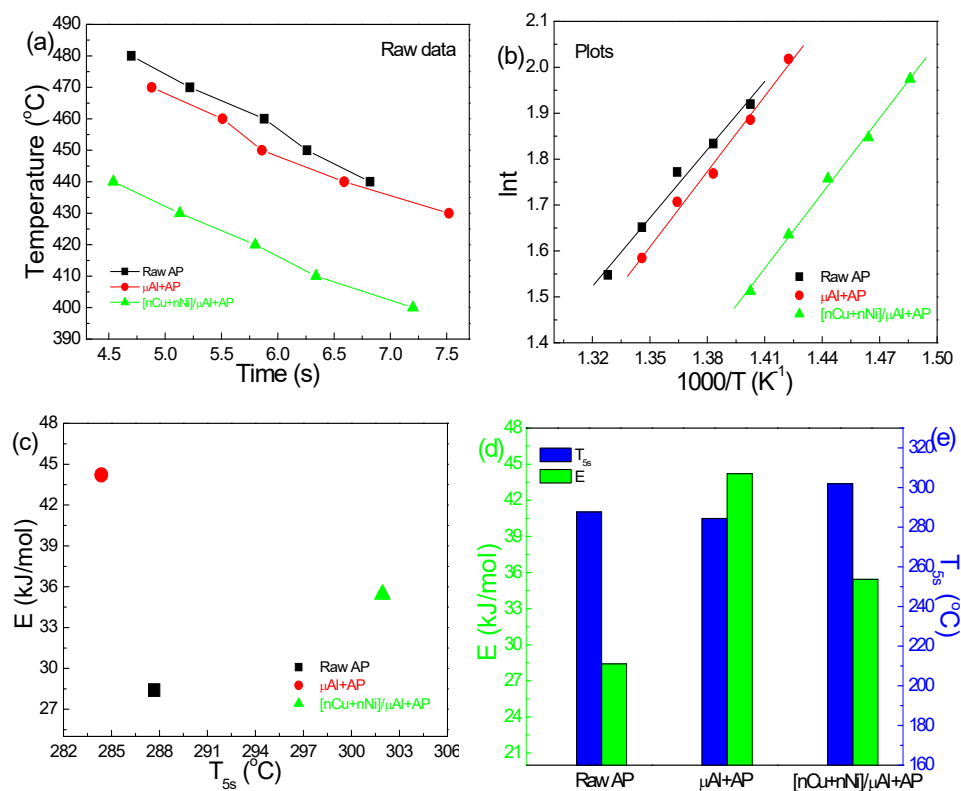 (a)
Raw data
490
480
470
460
450
440
430
420
410
400
390
Temperature (°C)
Raw AP
μAl+AP
[nCu+nNi]/μAl+AP
4.5 5.0 5.5 6.0 6.5 7.0 7.5
Time (s)
(b)
Plots
2.1
2.0
1.9
1.8
1.7
1.6
1.5
1.4
lnt
Raw AP
μAl+AP
[nCu+nNi]/μAl+AP
1.32 1.35 1.38 1.41 1.44 1.47 1.50
1000/T (K⁻¹)
(c)
48
45
42
39
36
33
30
27
E (kJ/mol)
Raw AP
μAl+AP
[nCu+nNi]/μAl+AP
282 285 288 291 294 297 300 303 306
T5s (°C)
(d)
(e)
T5s
E
48
45
42
39
36
33
30
27
24
21
E (kJ/mol)
330
320
300
280
260
240
220
200
180
160
T5s (°C)
Raw AP μAl+AP [nCu+nNi]/μAl+AP